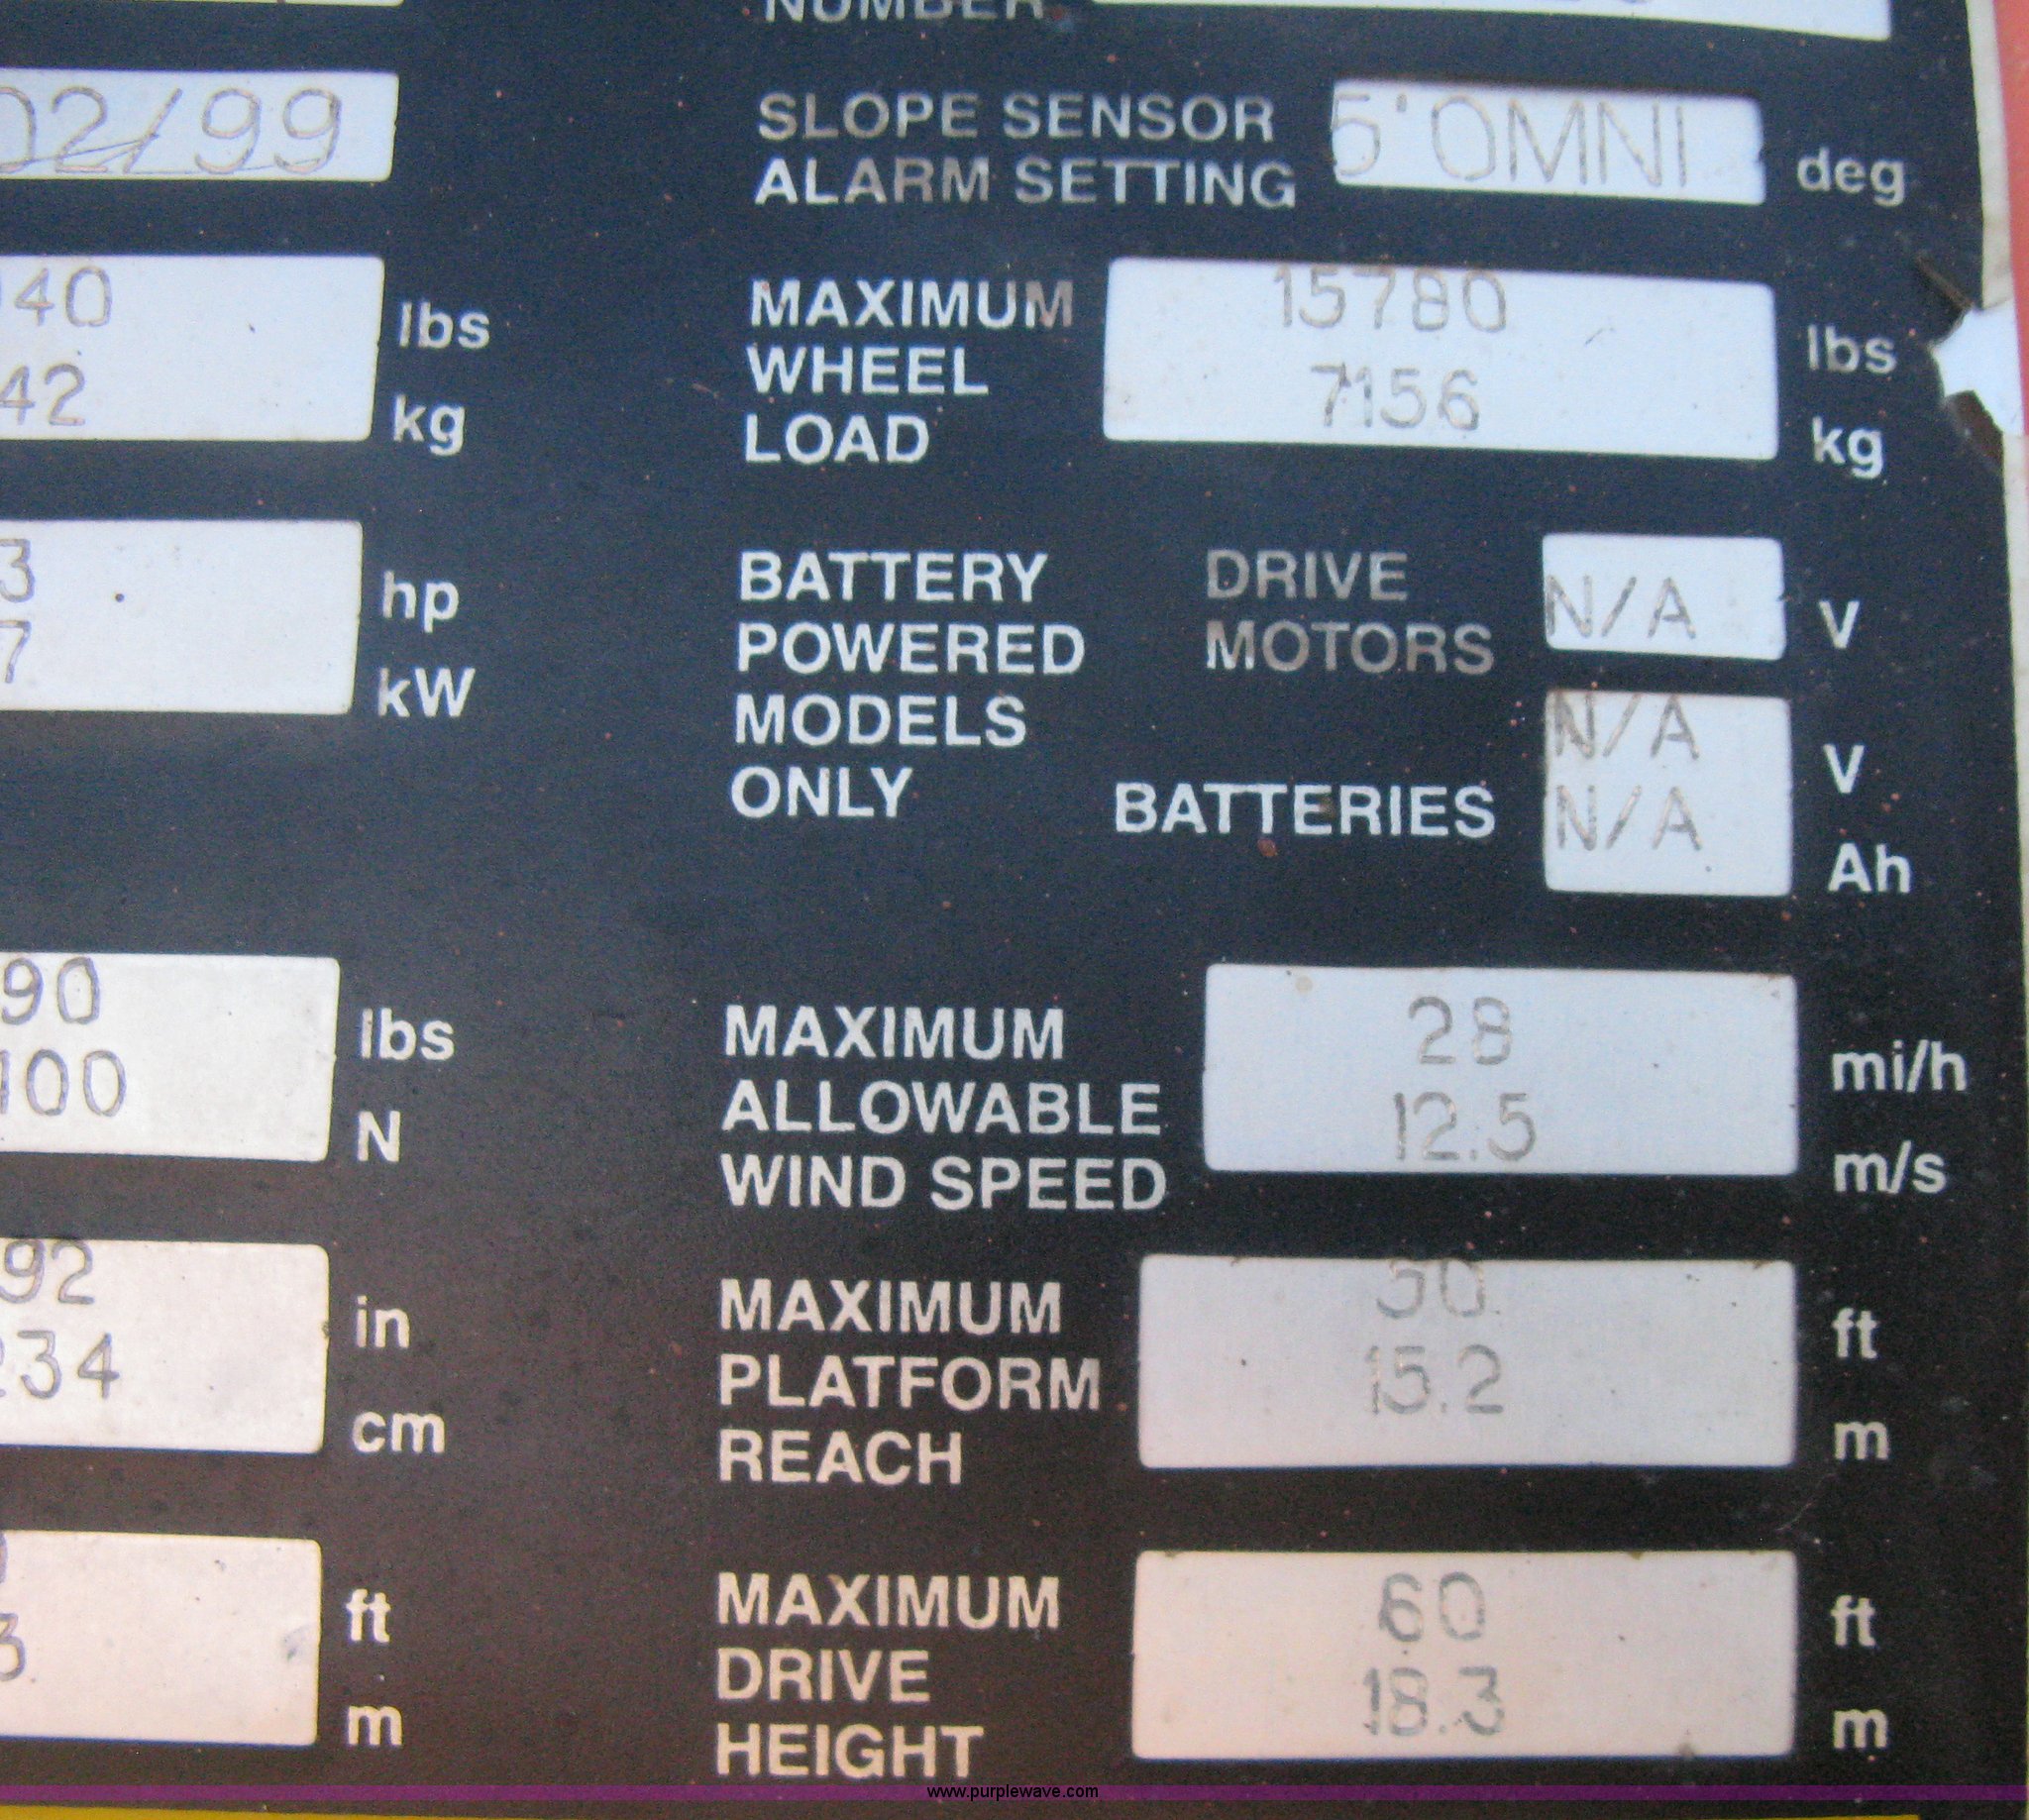 NUMBER
02/99
SLOPE SENSOR
ALARM SETTING
5'OMNI
deg
40
lbs
42
kg
MAXIMUM
WHEEL
LOAD
15780
lbs
7156
kg
3
hp
7
kW
BATTERY
POWERED
MODELS
ONLY
DRIVE
MOTORS
N/A
V
BATTERIES
N/A
V
N/A
Ah
90
lbs
100
N
MAXIMUM
ALLOWABLE
WIND SPEED
28
mi/h
12.5
m/s
92
in
234
cm
MAXIMUM
PLATFORM
REACH
50
ft
15.2
m
ft
3
m
MAXIMUM
DRIVE
HEIGHT
60
ft
18.3
m
www.purplewave.com